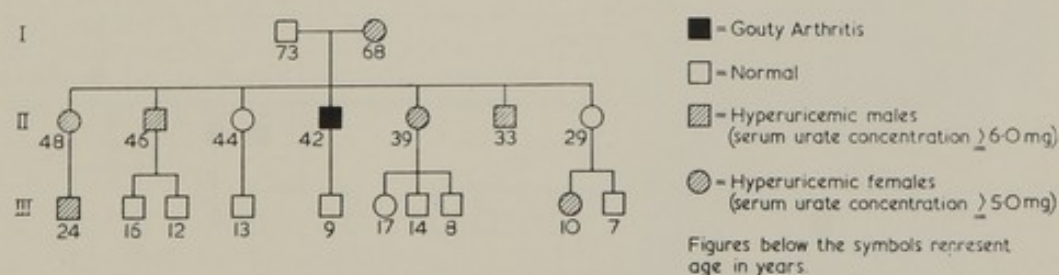 I
73 68
II
48 46 44 42 39 33 29
III
24 15 12 13 9 17 14 8 10 7
= Gouty Arthritis
= Normal
= Hyperuricemic males
(serum urate concentration ≥ 6·0 mg)
= Hyperuricemic females
(serum urate concentration ≥ 5·0 mg)
Figures below the symbols represent
age in years.